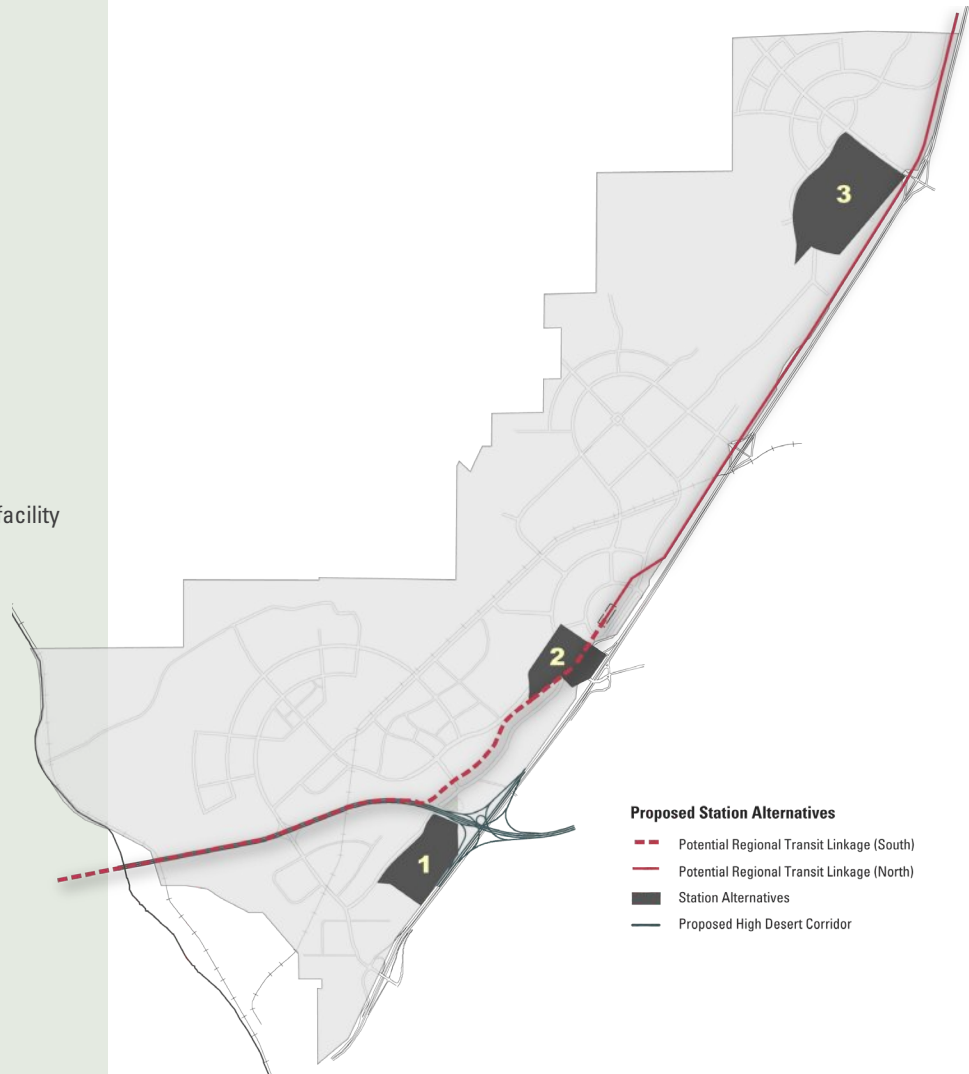 3
facility
2
1
Proposed Station Alternatives
Potential Regional Transit Linkage (South)
Potential Regional Transit Linkage (North)
Station Alternatives
Proposed High Desert Corridor